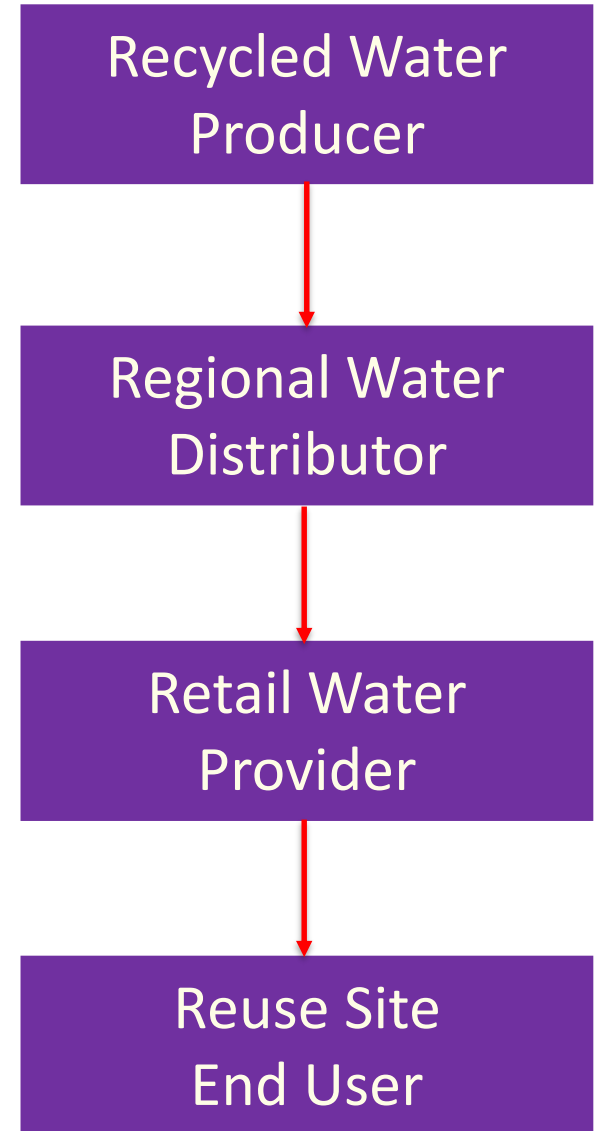 Recycled Water
Producer
Regional Water
Distributor
Retail Water
Provider
Reuse Site
End User